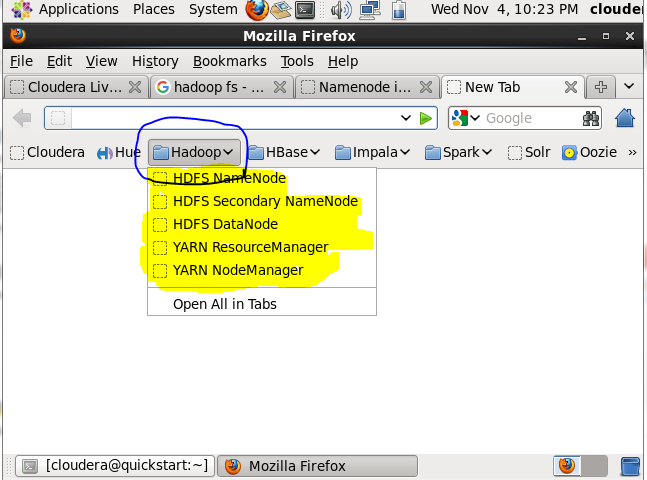 Applications Places System Wed Nov 4, 10:23 PM clouder
Mozilla Firefox
File Edit View History Bookmarks Tools Help
Cloudera Liv... hadoop fs - ... Namenode i... New Tab
Google
Cloudera Hue Hadoop HBase Impala Spark Solr Oozie »
HDFS NameNode
HDFS Secondary NameNode
HDFS DataNode
YARN ResourceManager
YARN NodeManager
Open All in Tabs
[cloudera@quickstart:~] Mozilla Firefox